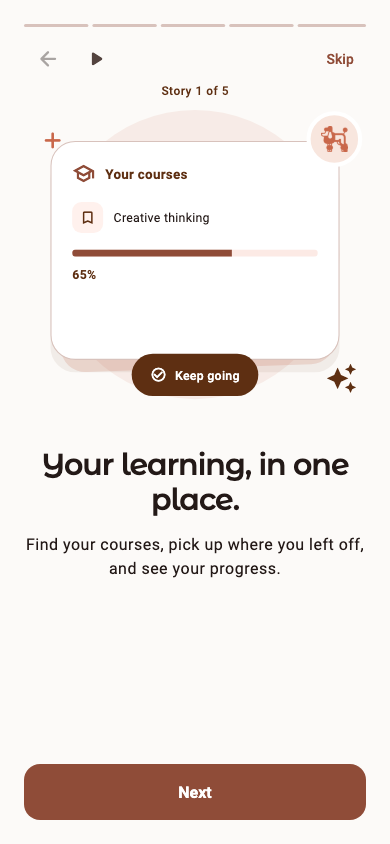 Skip
Story 1 of 5
Your courses
Creative thinking
65%
Keep going
Your learning, in one
place.
Find your courses, pick up where you left off,
and see your progress.
Next